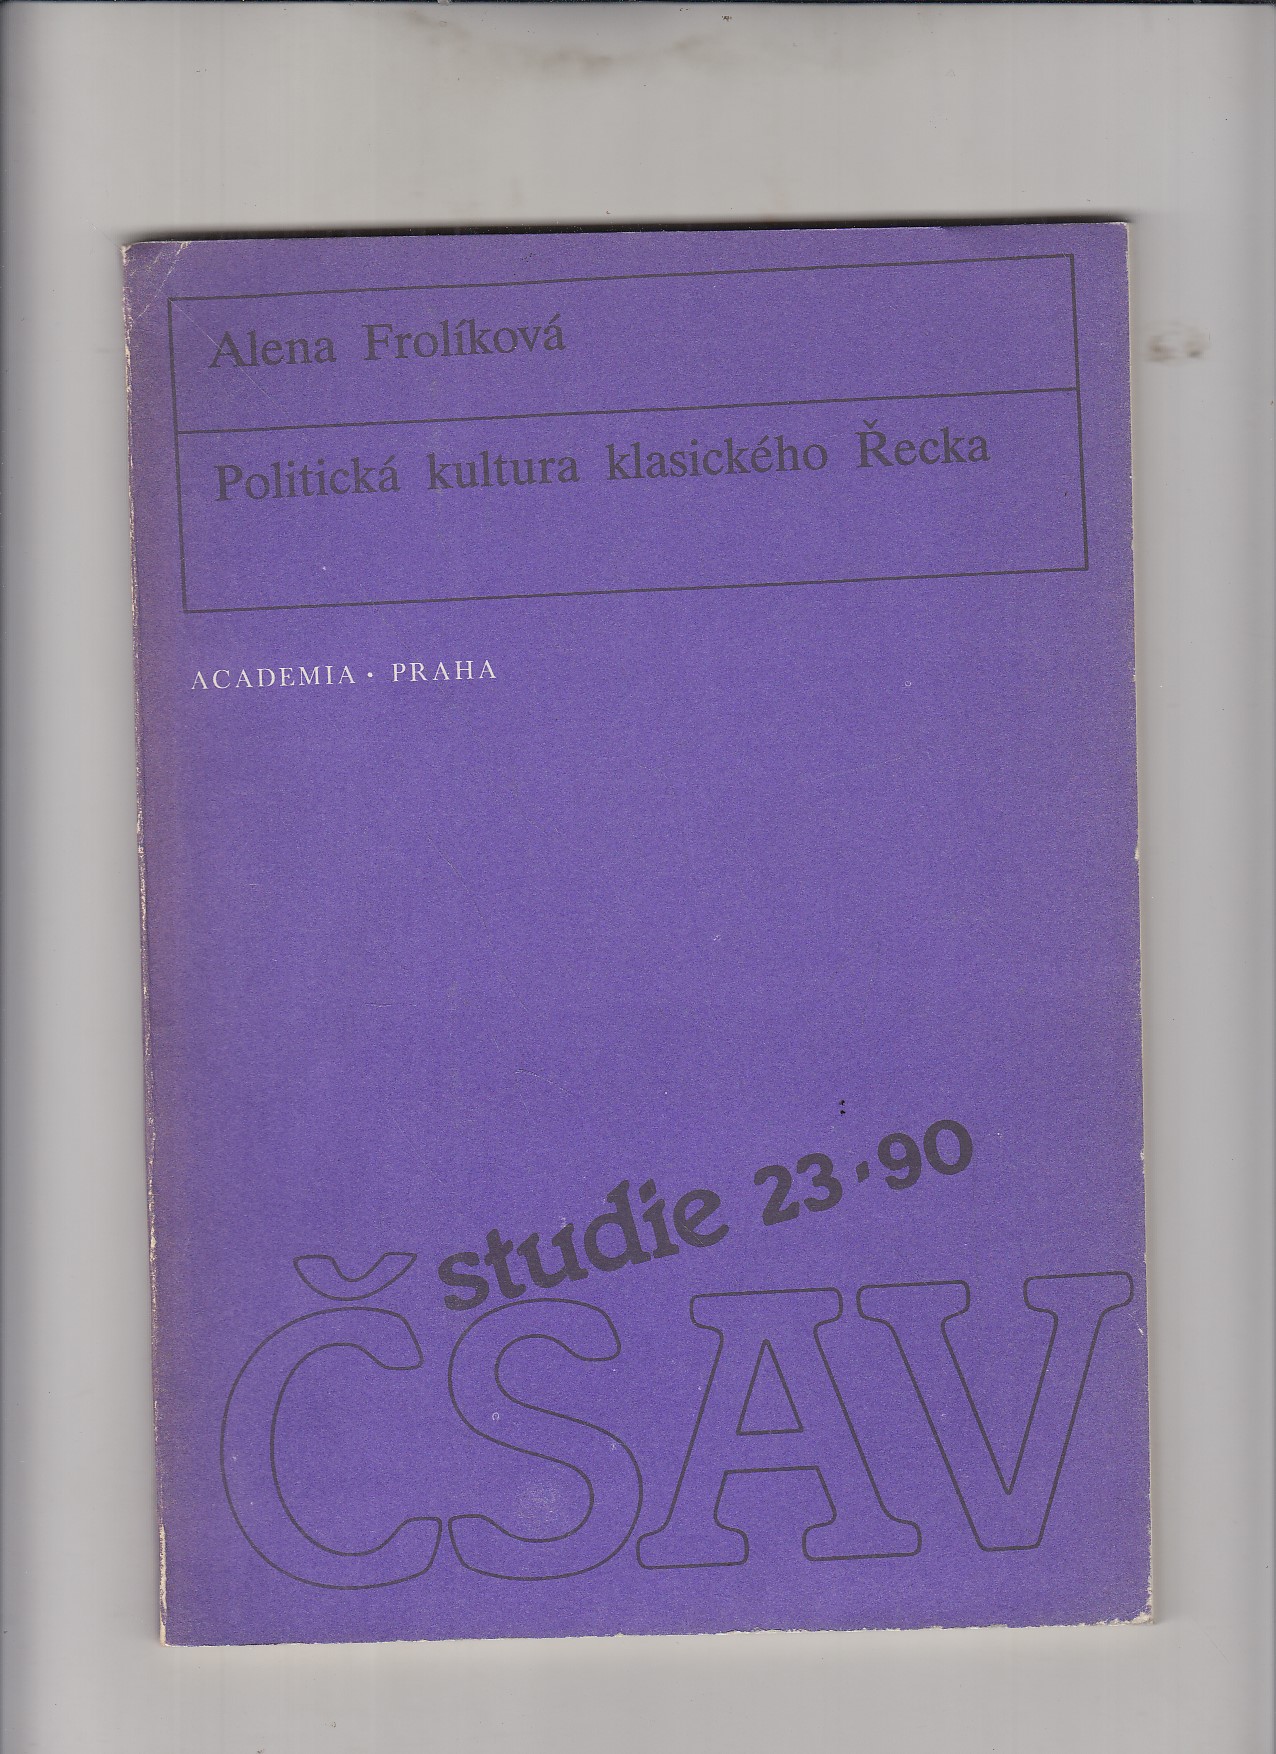 Alena Frolíková
Politická kultura klasického Řecka
ACADEMIA • PRAHA
studie 23·90
ČSAV